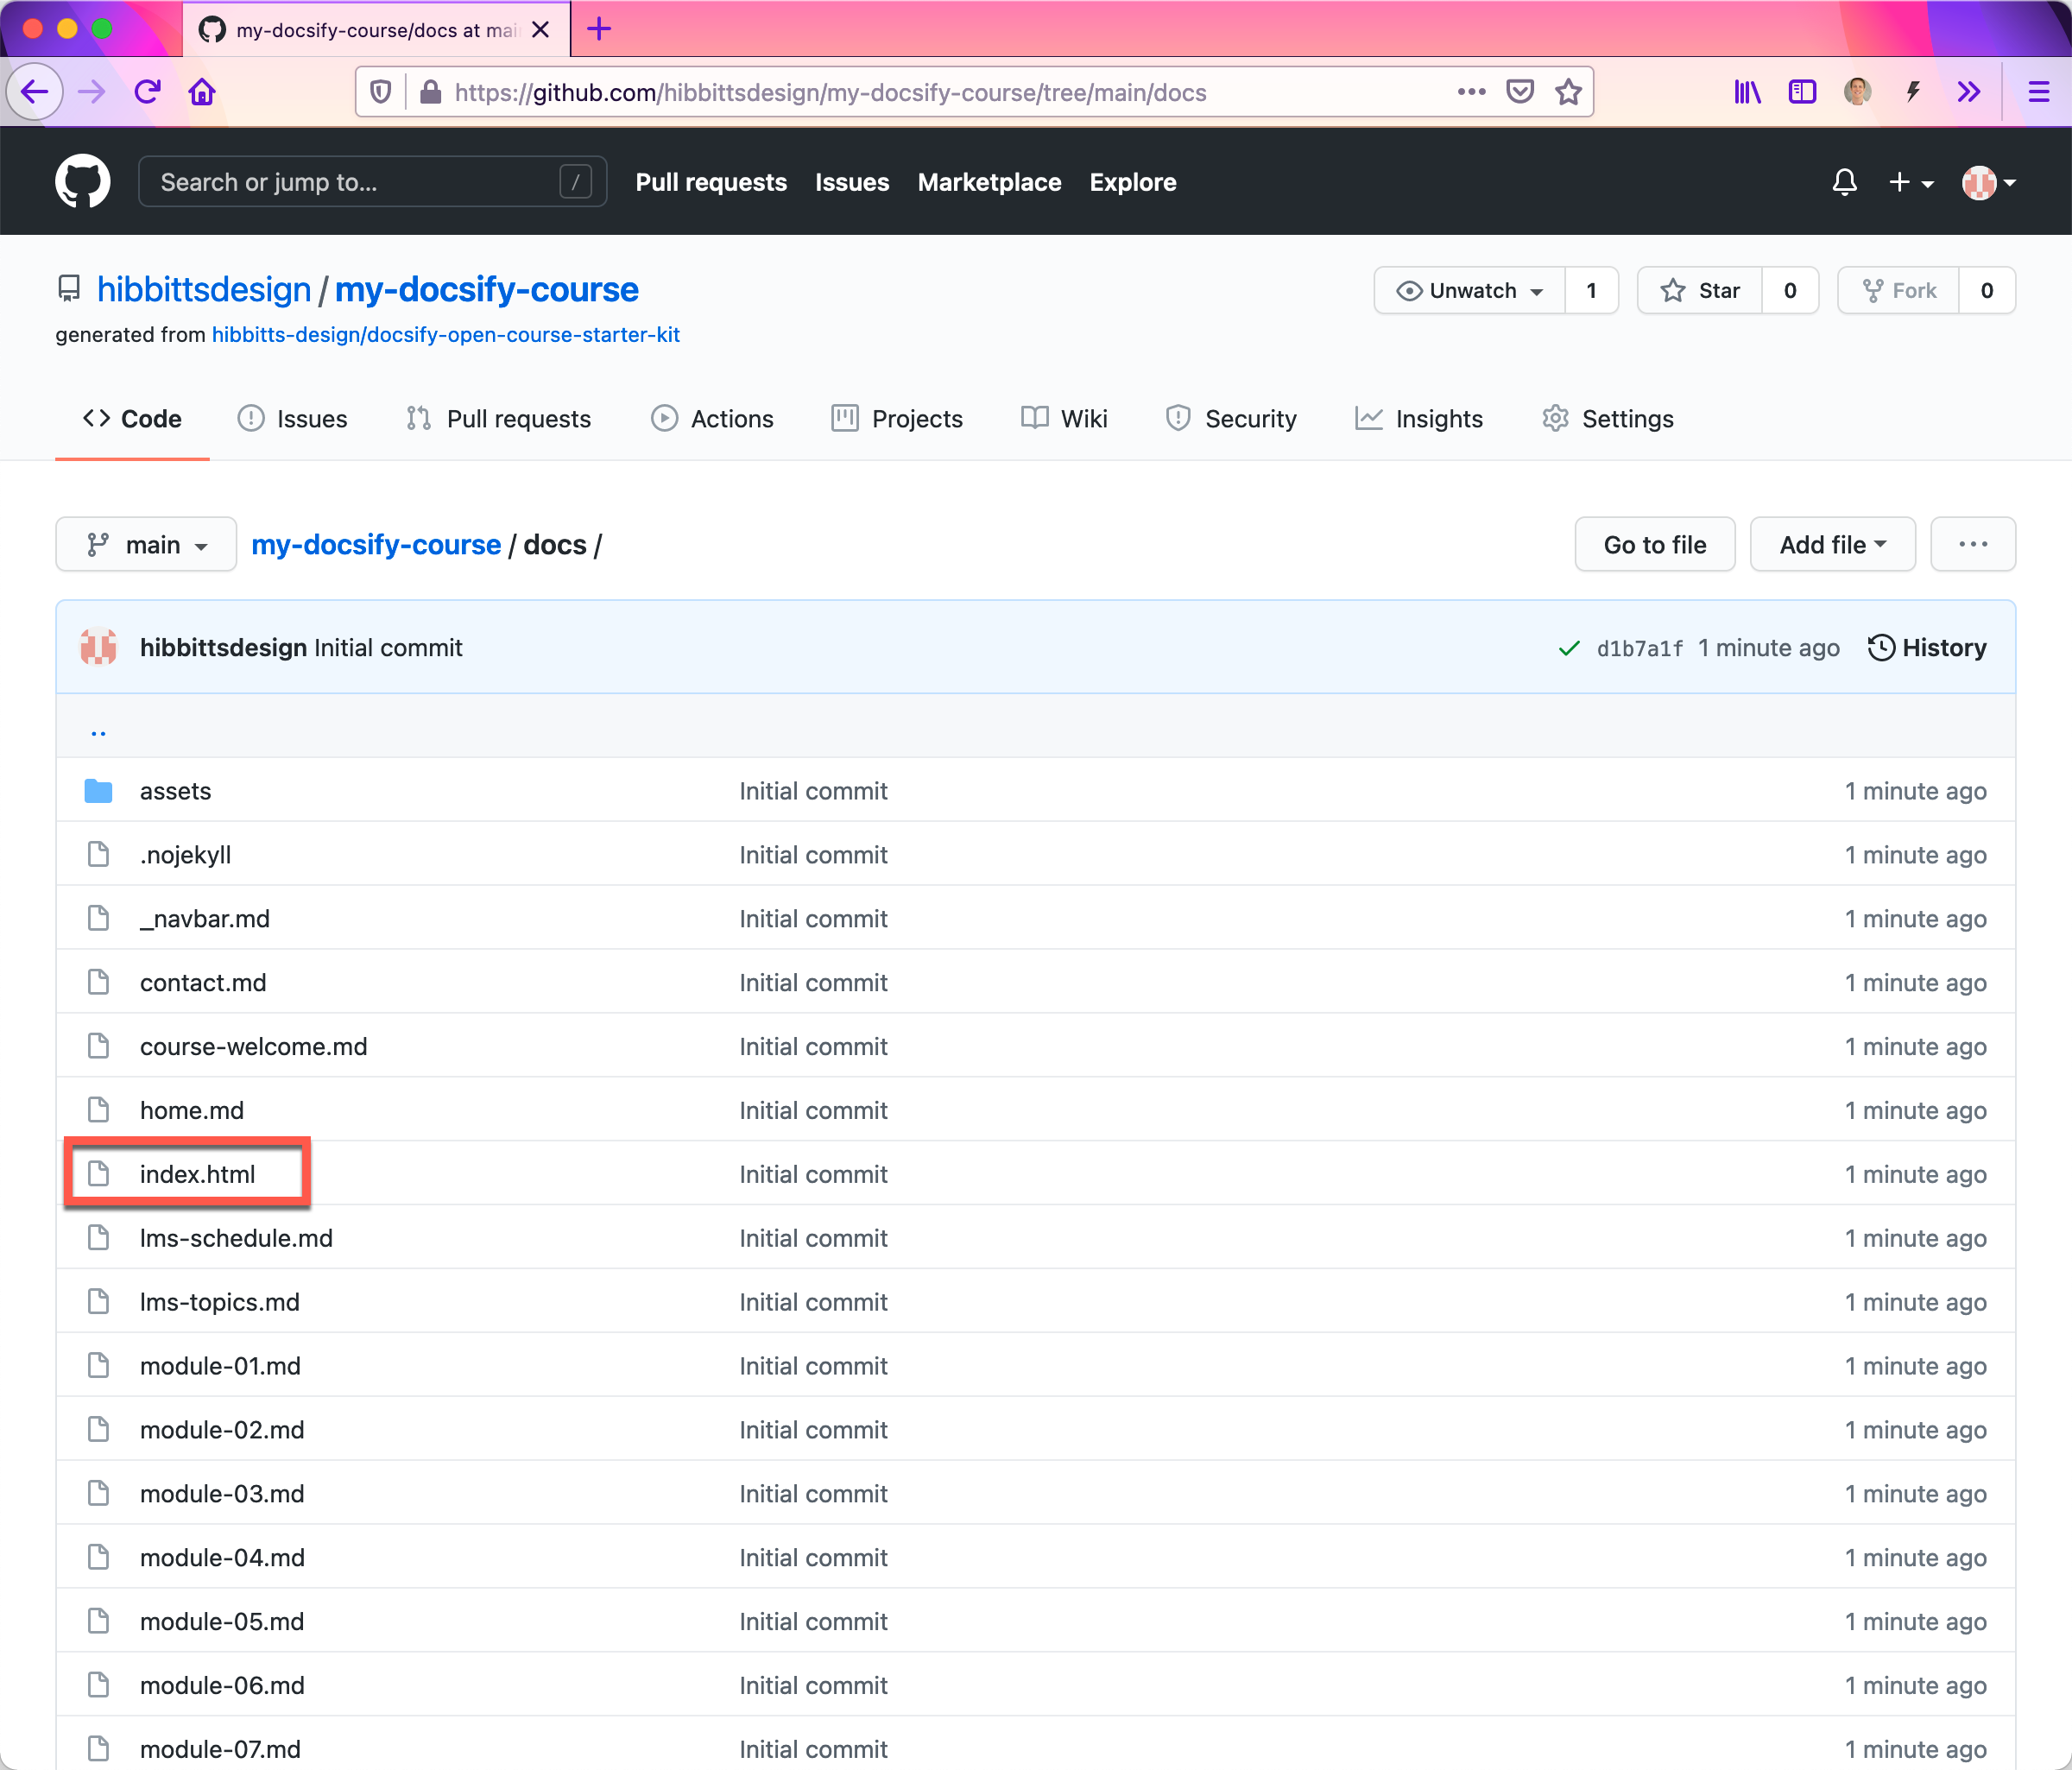 my-docsify-course/docs at mai
https://github.com/hibbittsdesign/my-docsify-course/tree/main/docs
Search or jump to... / Pull requests Issues Marketplace Explore
hibbittsdesign / my-docsify-course Unwatch 1 Star 0 Fork 0
generated from hibbitts-design/docsify-open-course-starter-kit
Code Issues Pull requests Actions Projects Wiki Security Insights Settings
main my-docsify-course / docs / Go to file Add file ...
hibbittsdesign Initial commit d1b7a1f 1 minute ago History
..
assets Initial commit 1 minute ago
.nojekyll Initial commit 1 minute ago
_navbar.md Initial commit 1 minute ago
contact.md Initial commit 1 minute ago
course-welcome.md Initial commit 1 minute ago
home.md Initial commit 1 minute ago
index.html Initial commit 1 minute ago
lms-schedule.md Initial commit 1 minute ago
lms-topics.md Initial commit 1 minute ago
module-01.md Initial commit 1 minute ago
module-02.md Initial commit 1 minute ago
module-03.md Initial commit 1 minute ago
module-04.md Initial commit 1 minute ago
module-05.md Initial commit 1 minute ago
module-06.md Initial commit 1 minute ago
module-07.md Initial commit 1 minute ago